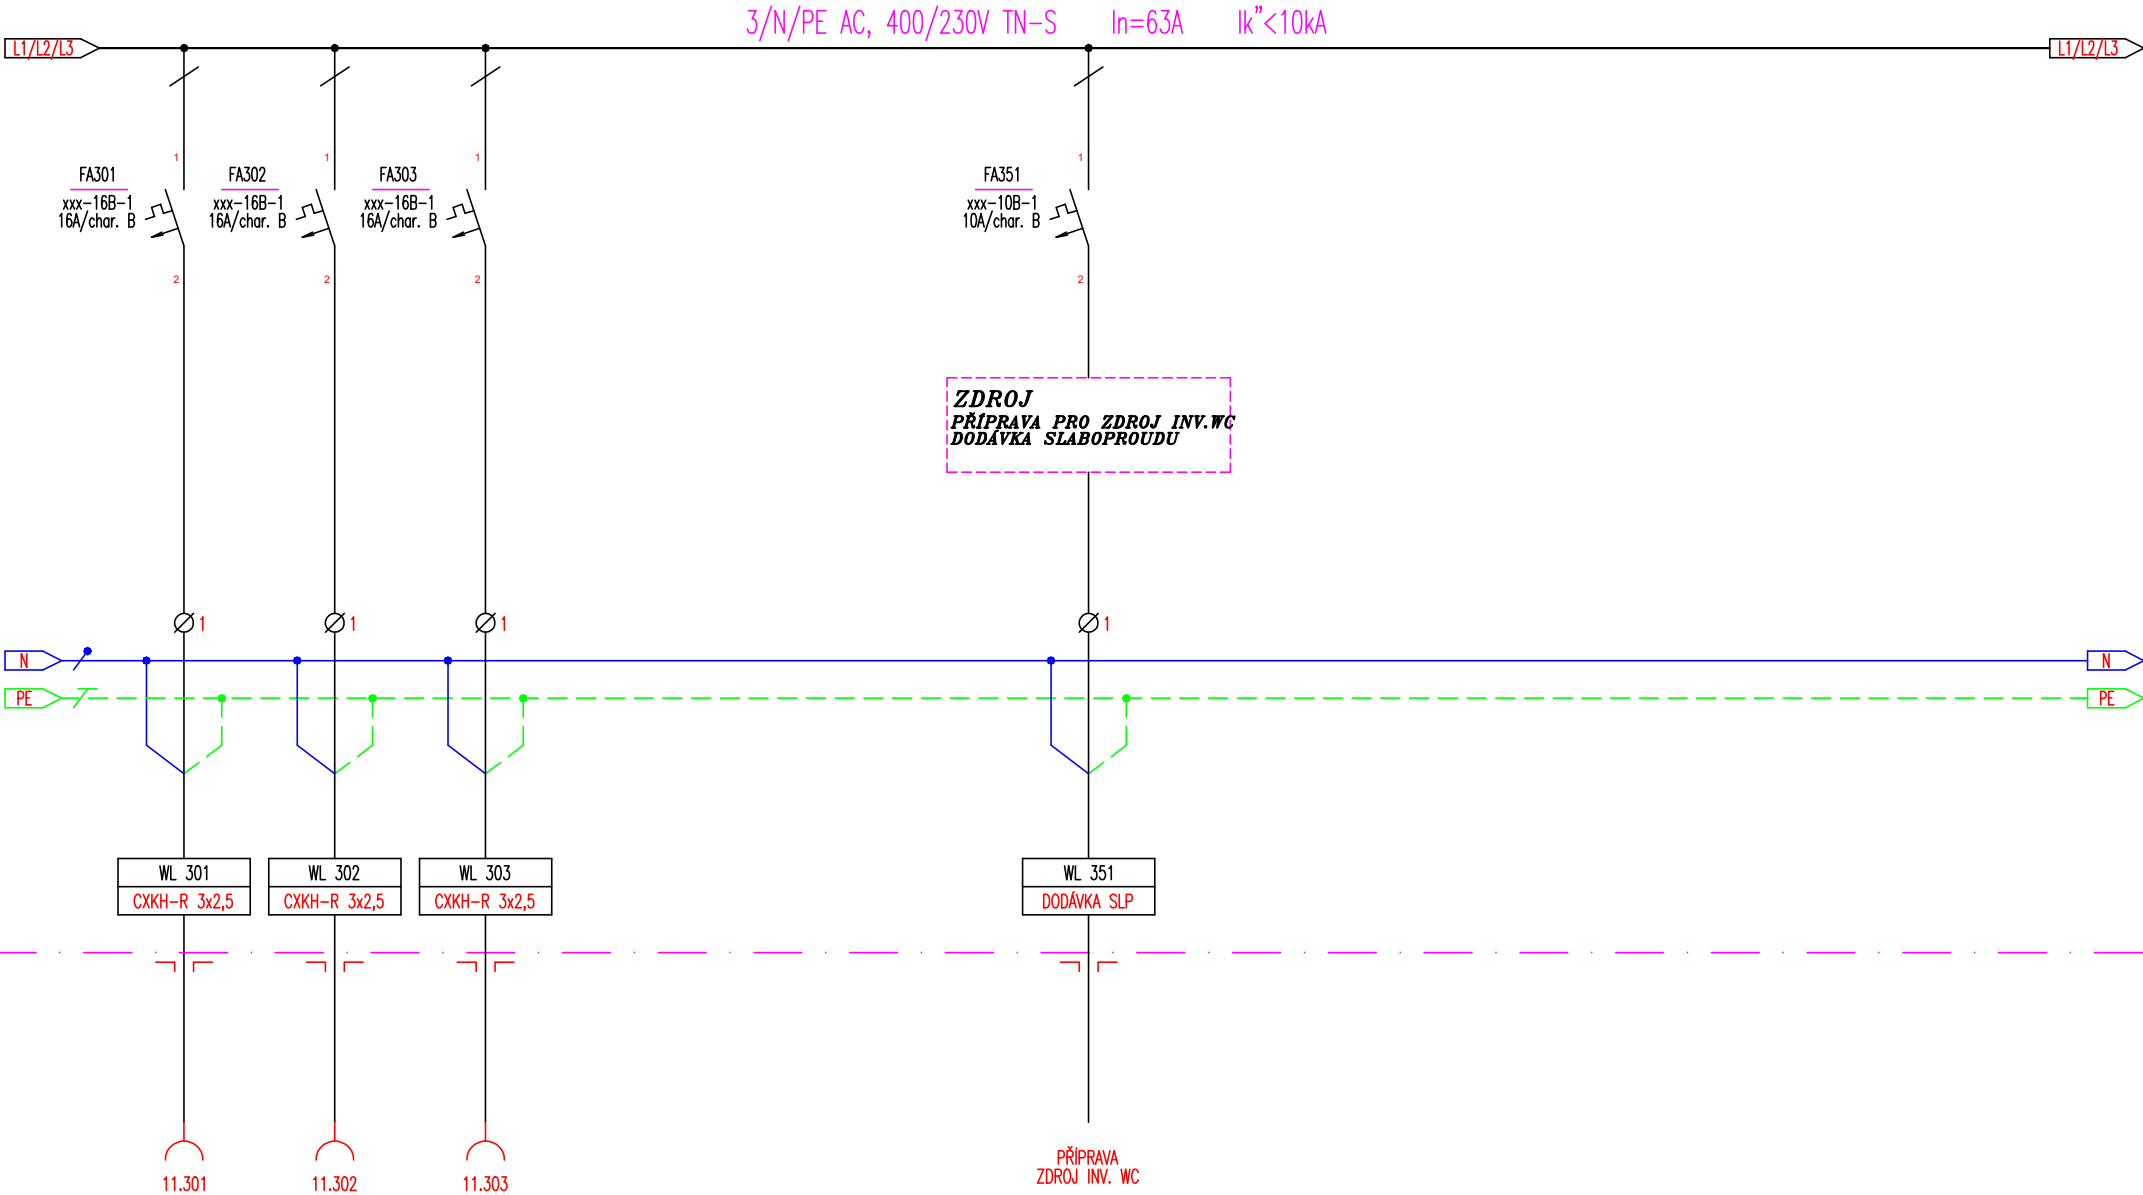 3/N/PE AC, 400/230V TN-S In=63A Ik"<10kA
L1/L2/L3 L1/L2/L3
1 1 1 1
FA301 FA302 FA303 FA351
xxx-16B-1 xxx-16B-1 xxx-16B-1 xxx-10B-1
16A/char. B 16A/char. B 16A/char. B 10A/char. B
2 2 2 2
ZDROJ
PŘÍPRAVA PRO ZDROJ INV.WC
DODÁVKA SLABOPROUDU
1 1 1 1
N N
PE PE
WL 301 WL 302 WL 303 WL 351
CXKH-R 3x2,5 CXKH-R 3x2,5 CXKH-R 3x2,5 DODÁVKA SLP
PŘÍPRAVA
ZDROJ INV. WC
11.301 11.302 11.303